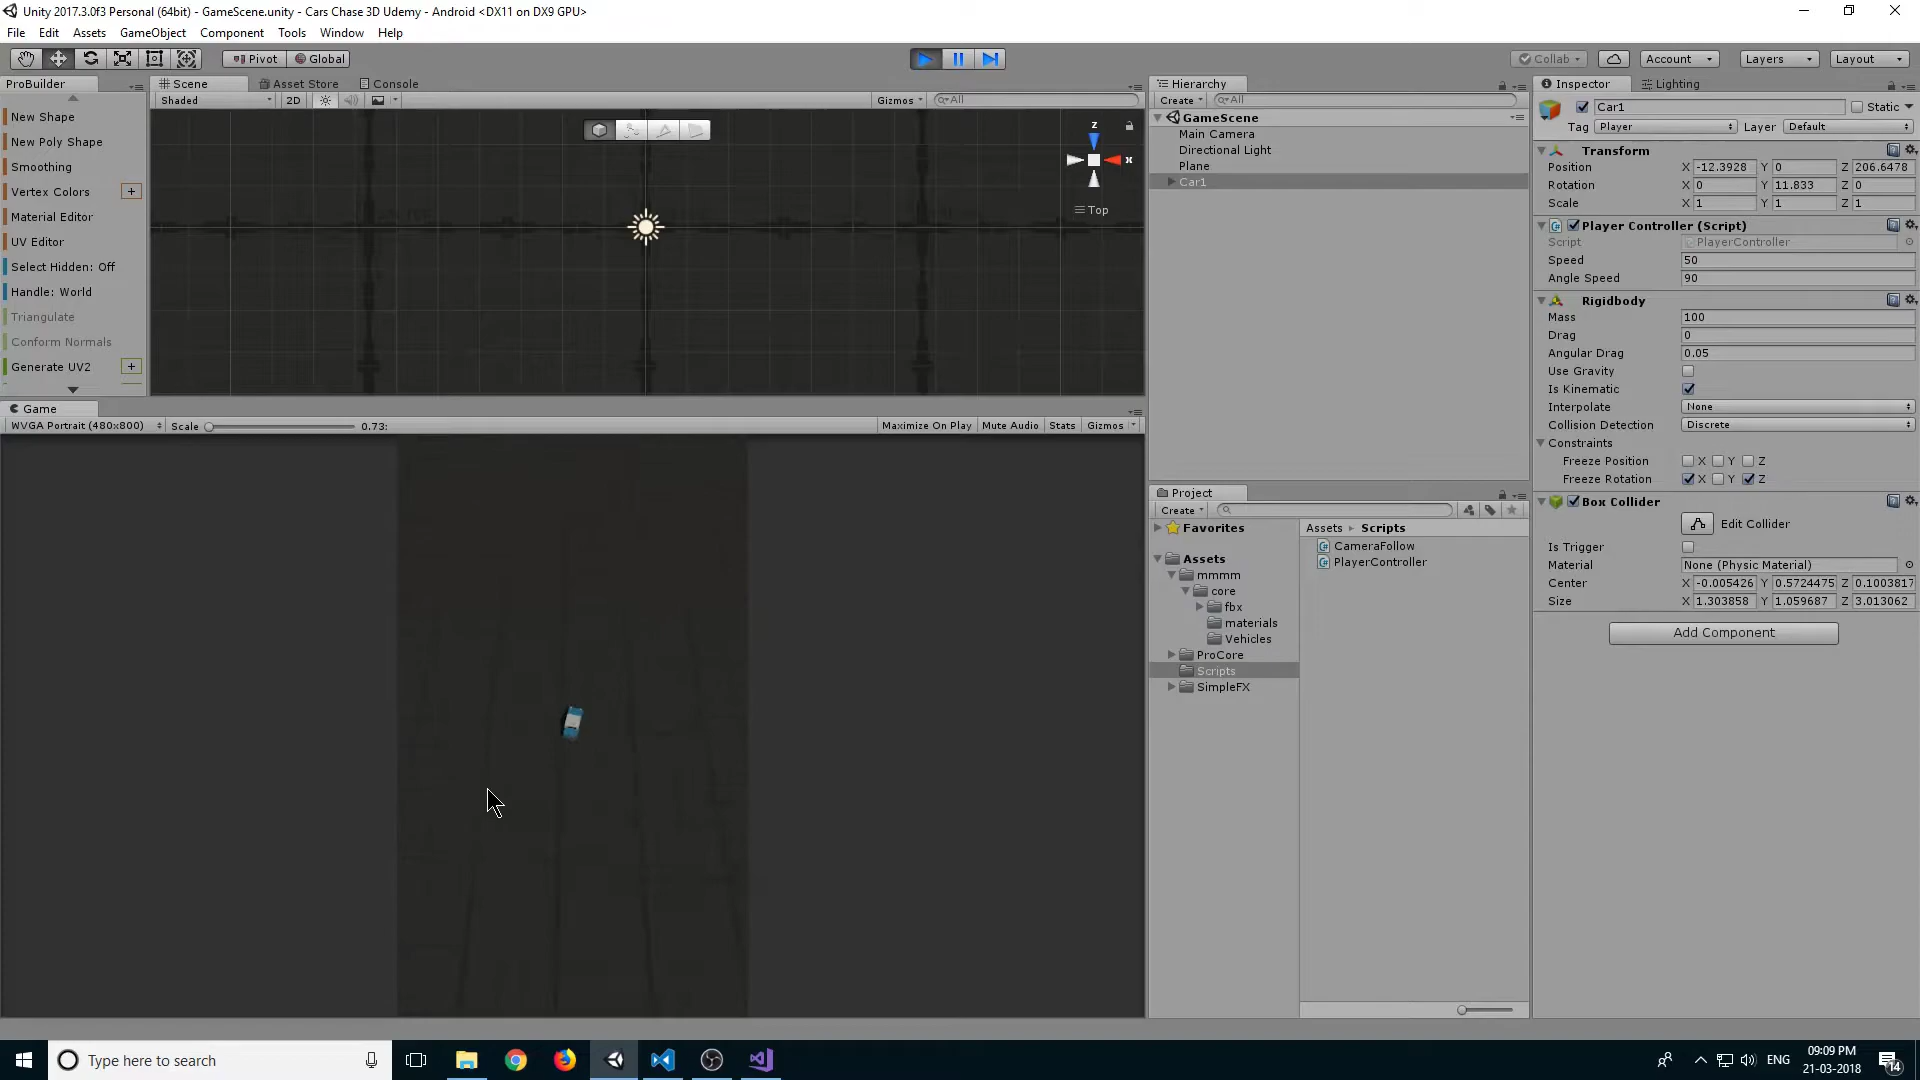 Unity 2017.3.0f3 Personal (64bit) - GameScene.unity - Cars Chase 3D Udemy - Android <DX11 on DX9 GPU>
File Edit Assets GameObject Component Tools Window Help
Pivot Global Collab Account Layers Layout
ProBuilder
New Shape
New Poly Shape
Smoothing
Vertex Colors +
Material Editor
UV Editor
Select Hidden: Off
Handle: World
Triangulate
Conform Normals
Generate UV2 +
Scene Asset Store Console
Shaded 2D Gizmos All
z
x
Top
Game
WVGA Portrait (480x800) Scale 0.73: Maximize On Play Mute Audio Stats Gizmos
Hierarchy
Create All
GameScene
Main Camera
Directional Light
Plane
Car1
Project
Create
Favorites
Assets
mmmm
core
fbx
materials
Vehicles
ProCore
Scripts
SimpleFX
Assets Scripts
CameraFollow
PlayerController
Inspector Lighting
Car1 Static
Tag Player Layer Default
Transform
Position X -12.3928 Y 0 Z 206.6478
Rotation X 0 Y 11.833 Z 0
Scale X 1 Y 1 Z 1
Player Controller (Script)
Script PlayerController
Speed 50
Angle Speed 90
Rigidbody
Mass 100
Drag 0
Angular Drag 0.05
Use Gravity
Is Kinematic
Interpolate None
Collision Detection Discrete
Constraints
Freeze Position X Y Z
Freeze Rotation X Y Z
Box Collider
Edit Collider
Is Trigger
Material None (Physic Material)
Center X -0.005426 Y 0.5724475 Z 0.1003817
Size X 1.303858 Y 1.059687 Z 3.013062
Add Component
Type here to search
ENG
09:09 PM
21-03-2018
14